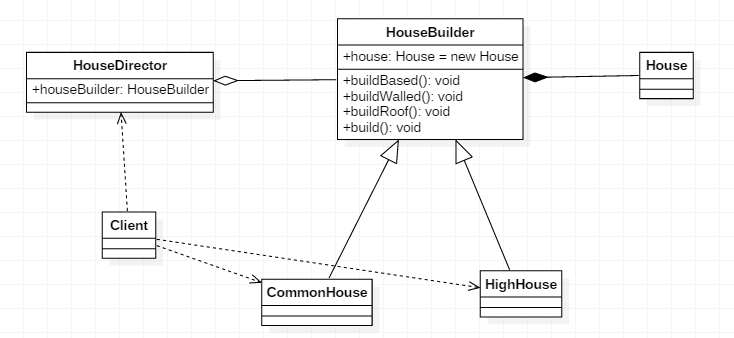 HouseBuilder
+house: House = new House
+buildBased(): void
+buildWalled(): void
+buildRoof(): void
+build(): void
HouseDirector
+houseBuilder: HouseBuilder
House
Client
CommonHouse
HighHouse